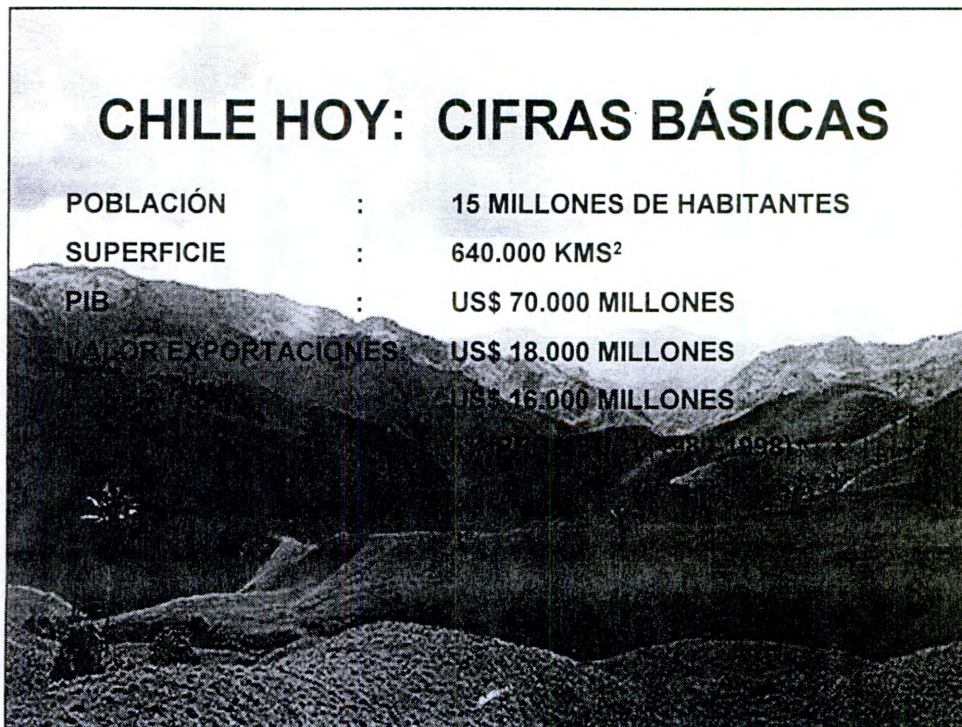 CHILE HOY: CIFRAS BÁSICAS
POBLACIÓN : 15 MILLONES DE HABITANTES
SUPERFICIE : 640.000 KMS²
PIB : US$ 70.000 MILLONES
VALOR EXPORTACIONES: US$ 18.000 MILLONES
: US$ 16.000 MILLONES
1998)